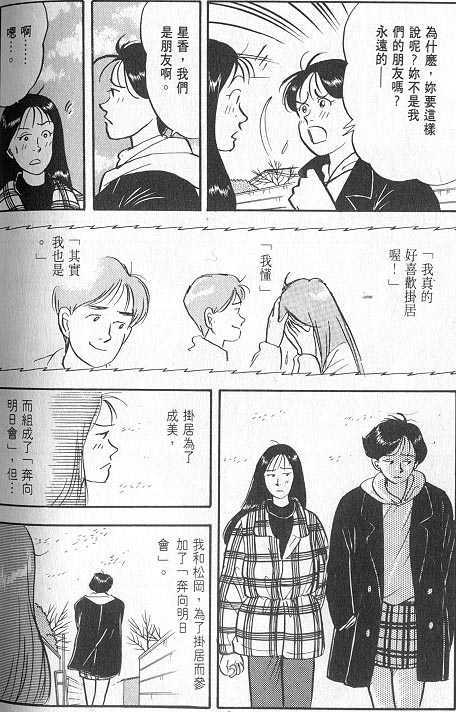 為什麼，妳要這樣
說呢？妳不是我
們的朋友嗎？
永遠的——
星香，我們
是朋友啊。
啊……
嗯……。
「我真的
好喜歡掛居
喔！」
「我懂」
「其實
我也是
。」
掛居為了
成美，
而組成了「奔向
明日會」，但…
我和松岡，為了掛居而參
加了「奔向明日
會」。